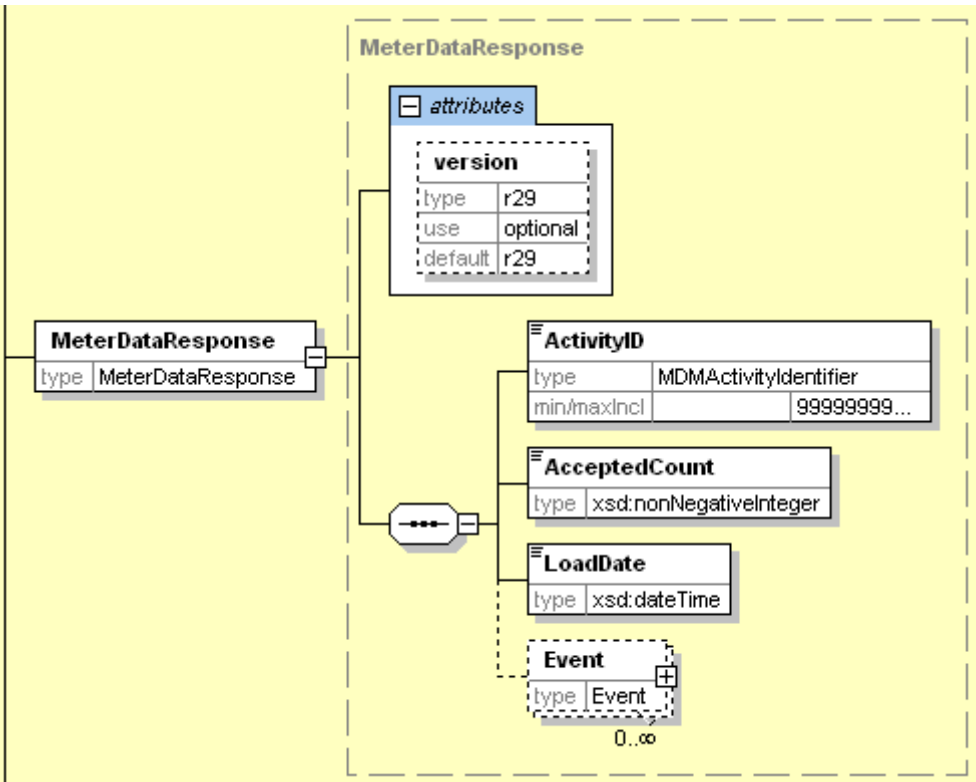 MeterDataResponse
attributes
version
type r29
use optional
default r29
MeterDataResponse
type MeterDataResponse
ActivityID
type MDMActivityIdentifier
min/maxIncl 99999999...
AcceptedCount
type xsd:nonNegativeInteger
LoadDate
type xsd:dateTime
Event
type Event
0..∞